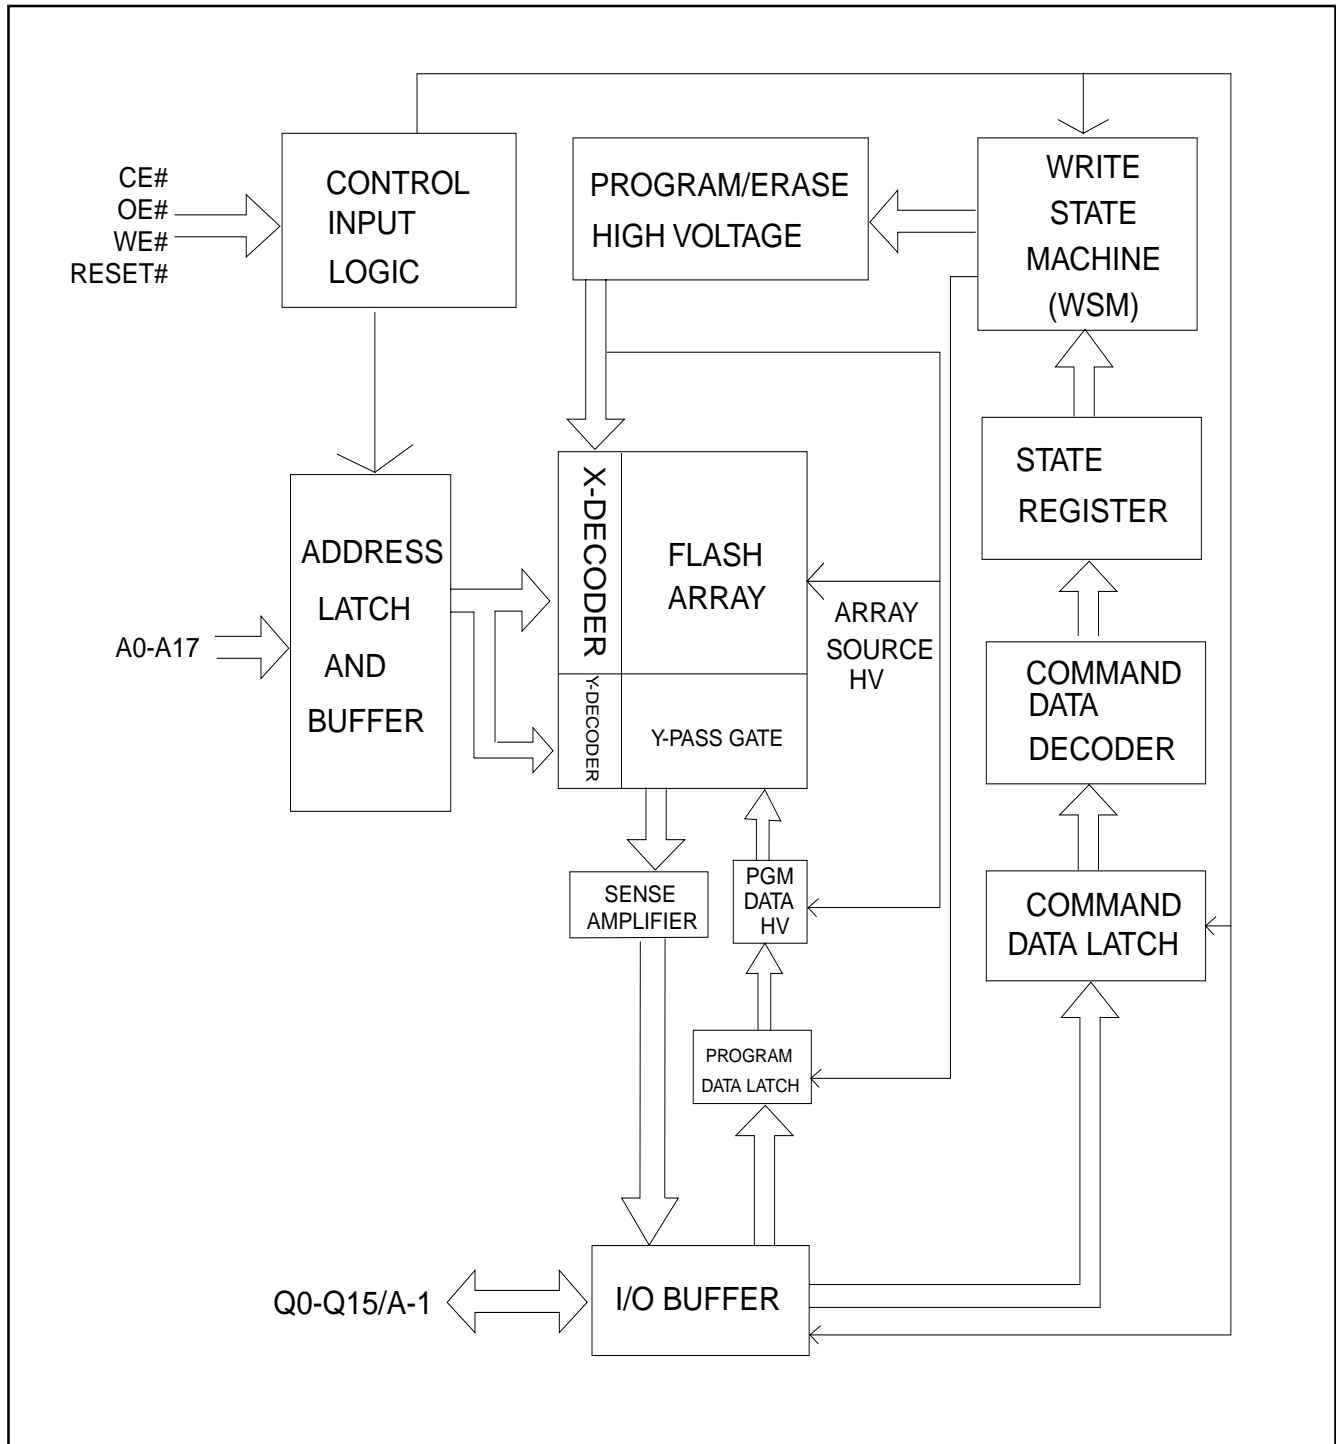 CE#
OE#
WE#
RESET#
CONTROL
INPUT
LOGIC
PROGRAM/ERASE
HIGH VOLTAGE
WRITE
STATE
MACHINE
(WSM)
STATE
REGISTER
ADDRESS
LATCH
AND
BUFFER
A0-A17
X-DECODER
FLASH
ARRAY
ARRAY
SOURCE
HV
Y-DECODER
Y-PASS GATE
COMMAND
DATA
DECODER
SENSE
AMPLIFIER
PGM
DATA
HV
COMMAND
DATA LATCH
PROGRAM
DATA LATCH
Q0-Q15/A-1
I/O BUFFER